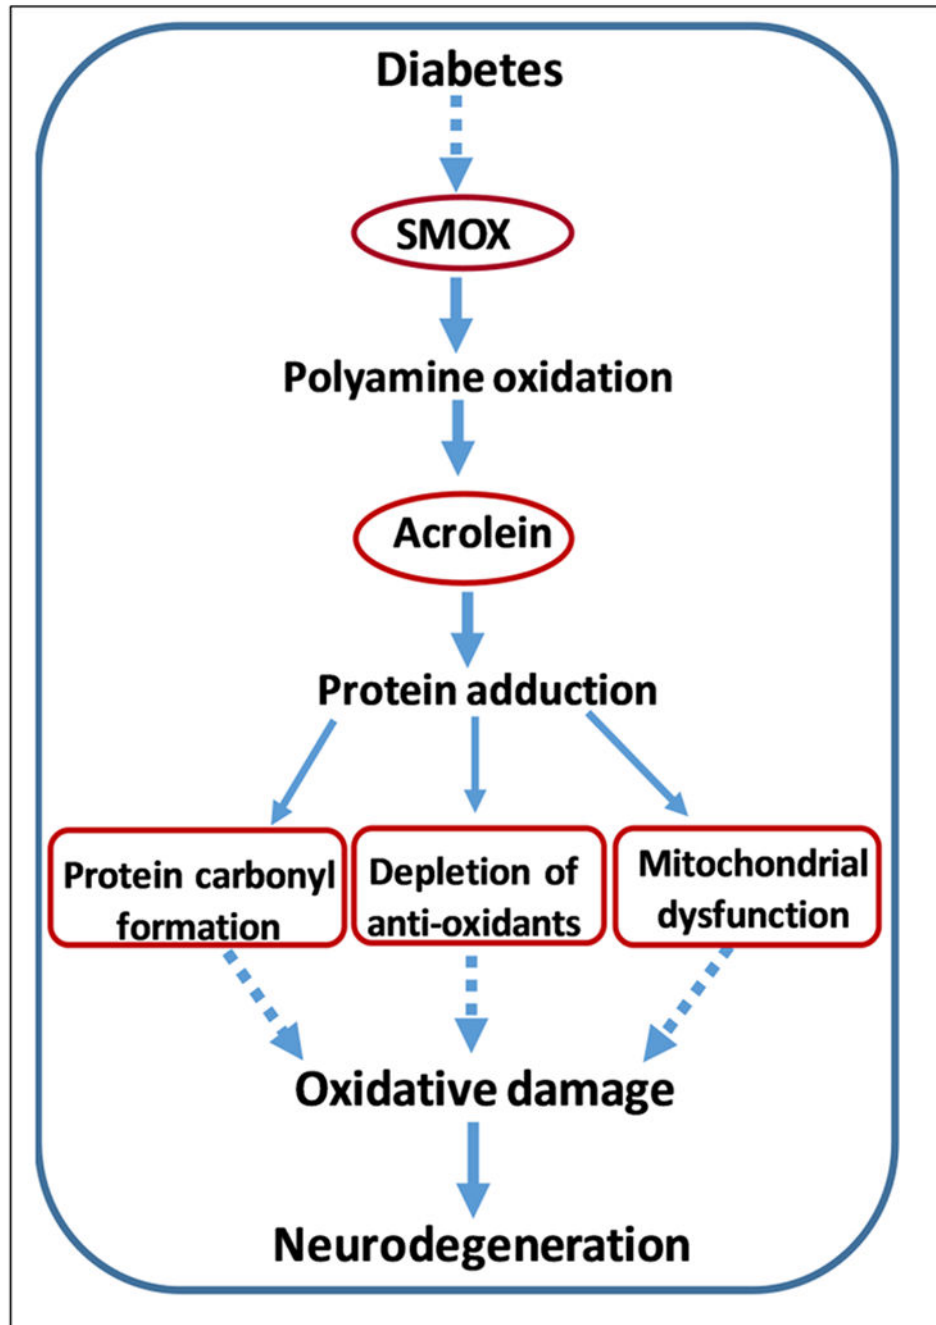 Diabetes
SMOX
Polyamine oxidation
Acrolein
Protein adduction
Protein carbonyl
formation
Depletion of
anti-oxidants
Mitochondrial
dysfunction
Oxidative damage
Neurodegeneration